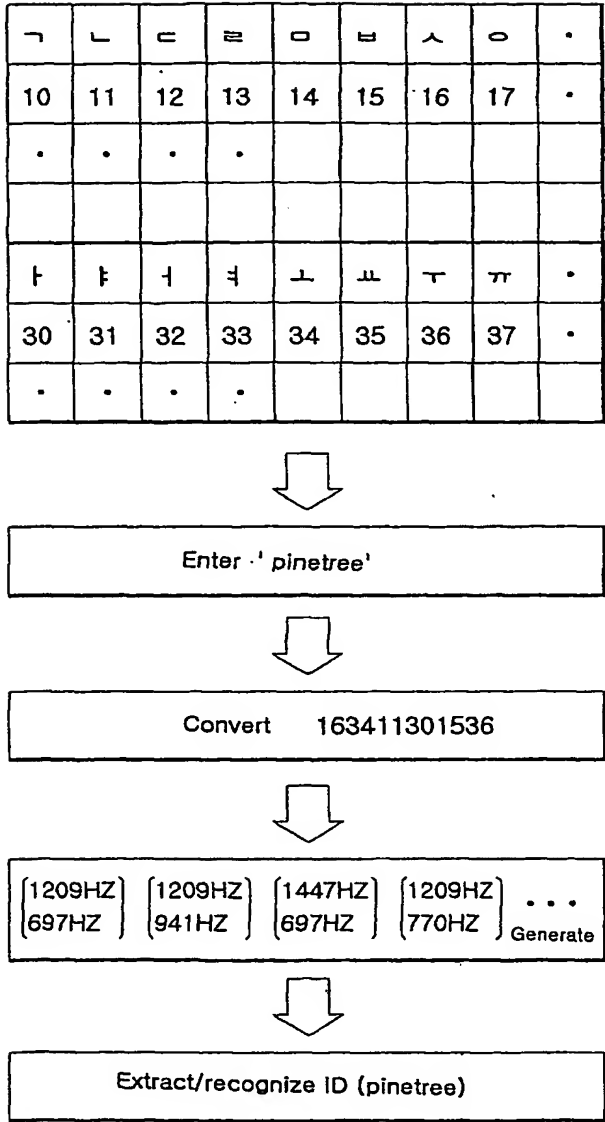 ㄱ ㄴ ㄷ ㄹ ㅁ ㅂ ㅅ ㅇ •
10 11 12 13 14 15 16 17 •
• • • •
ㅏ ㅑ ㅓ ㅕ ㅗ ㅛ ㅜ ㅠ •
30 31 32 33 34 35 36 37 •
• • • •
Enter ·' pinetree'
Convert 163411301536
1209HZ 1209HZ 1447HZ 1209HZ
697HZ 941HZ 697HZ 770HZ • • • Generate
Extract/recognize ID (pinetree)